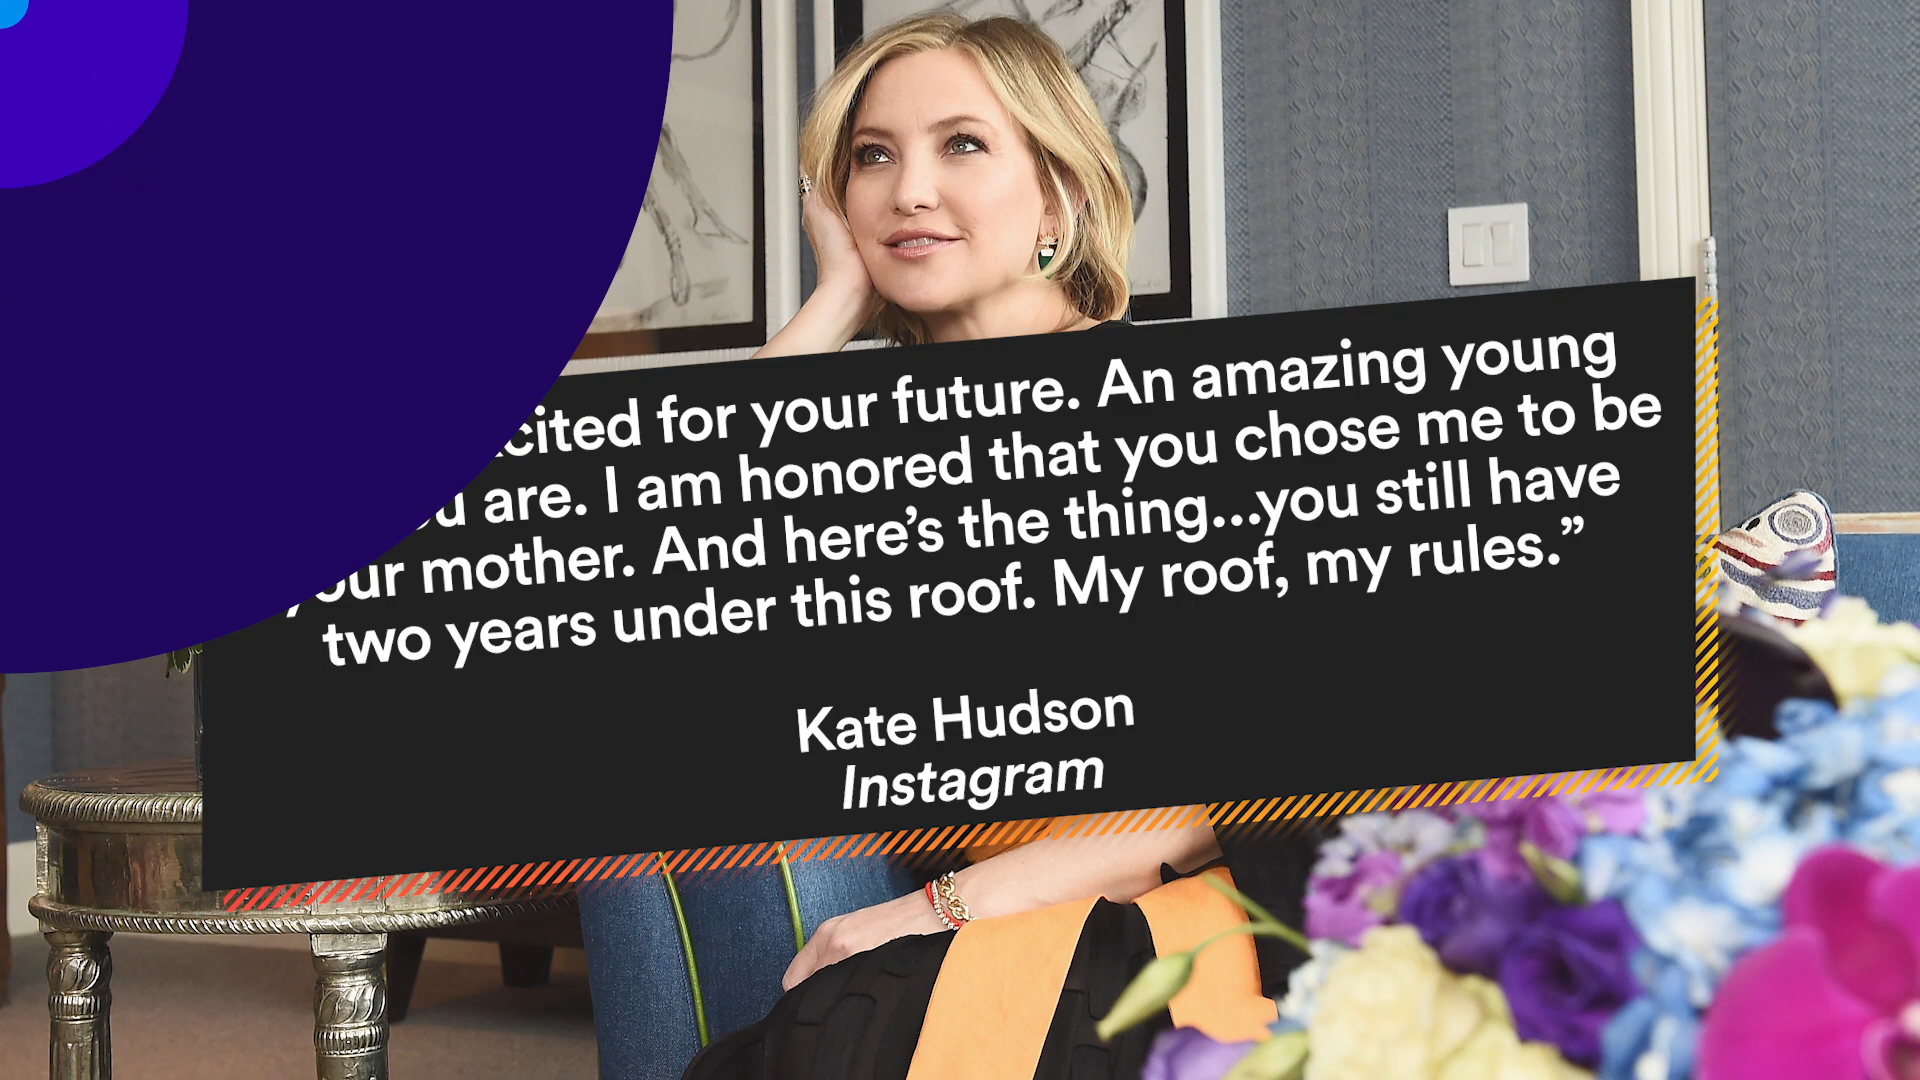 for your future. An amazing young
are. I am honored that you chose me to be
mother. And here’s the thing...you still have
two years under this roof. My roof, my rules.”
Kate Hudson
Instagram